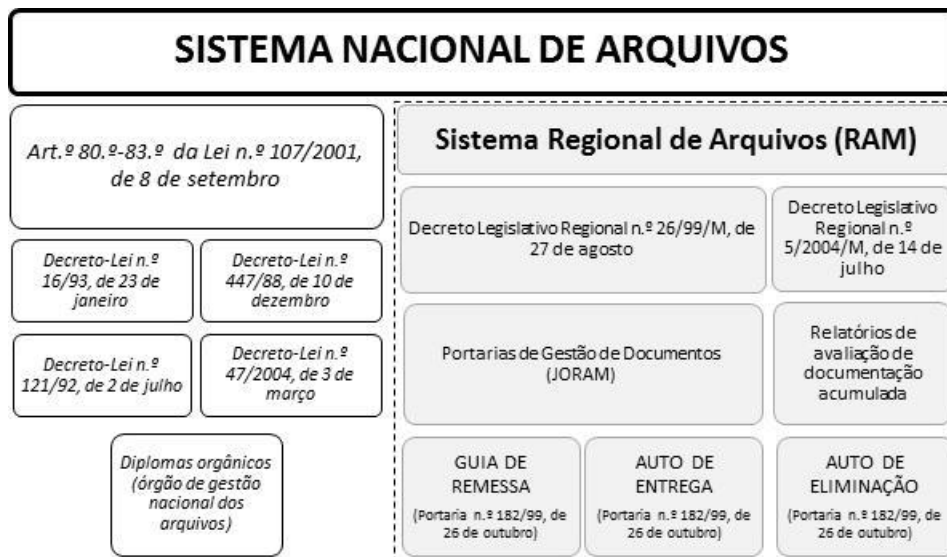 SISTEMA NACIONAL DE ARQUIVOS
Art.º 80.º-83.º da Lei n.º 107/2001,
de 8 de setembro
Decreto-Lei n.º
16/93, de 23 de
janeiro
Decreto-Lei n.º
447/88, de 10 de
dezembro
Decreto-Lei n.º
121/92, de 2 de julho
Decreto-Lei n.º
47/2004, de 3 de
março
Diplomas orgânicos
(órgão de gestão
nacional dos
arquivos)
Sistema Regional de Arquivos (RAM)
Decreto Legislativo Regional n.º 26/99/M, de
27 de agosto
Decreto Legislativo
Regional n.º
5/2004/M, de 14 de
julho
Portarias de Gestão de Documentos
(JORAM)
Relatórios de
avaliação de
documentação
acumulada
GUIA DE
REMESSA
(Portaria n.º 182/99, de
26 de outubro)
AUTO DE
ENTREGA
(Portaria n.º 182/99, de
26 de outubro)
AUTO DE
ELIMINAÇÃO
(Portaria n.º 182/99, de
26 de outubro)